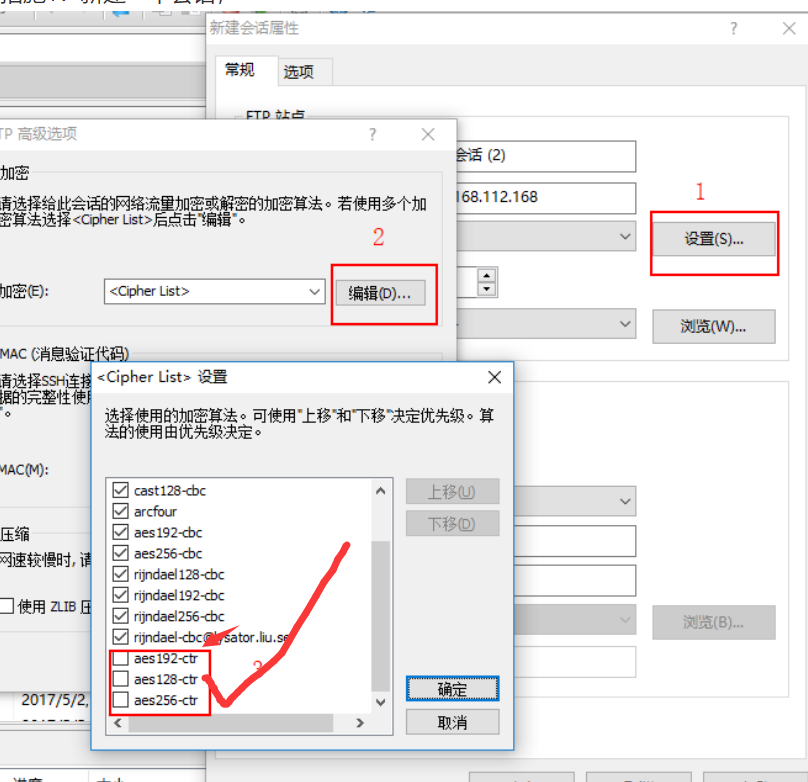 新建会话属性
?
常规
选项
FTP 站点
TP 高级选项
?
会话 (2)
加密
请选择给此会话的网络流量加密或解密的加密算法。若使用多个加
密算法选择<Cipher List>后点击"编辑"。
168.112.168
1
设置(S)...
2
加密(E):
<Cipher List>
编辑(D)...
浏览(W)...
MAC (消息验证代码)
请选择SSH连接
据的完整性使用
"。
MAC(M):
压缩
网速较慢时, 请
使用 ZLIB 压
2017/5/2,
<Cipher List> 设置
选择使用的加密算法。可使用"上移"和"下移"决定优先级。算
法的使用由优先级决定。
cast128-cbc
arcfour
aes192-cbc
aes256-cbc
rijndael128-cbc
rijndael192-cbc
rijndael256-cbc
rijndael-cbc@lysator.liu.se
aes192-ctr
aes128-ctr
aes256-ctr
3
上移(U)
下移(D)
确定
取消
浏览(B)...